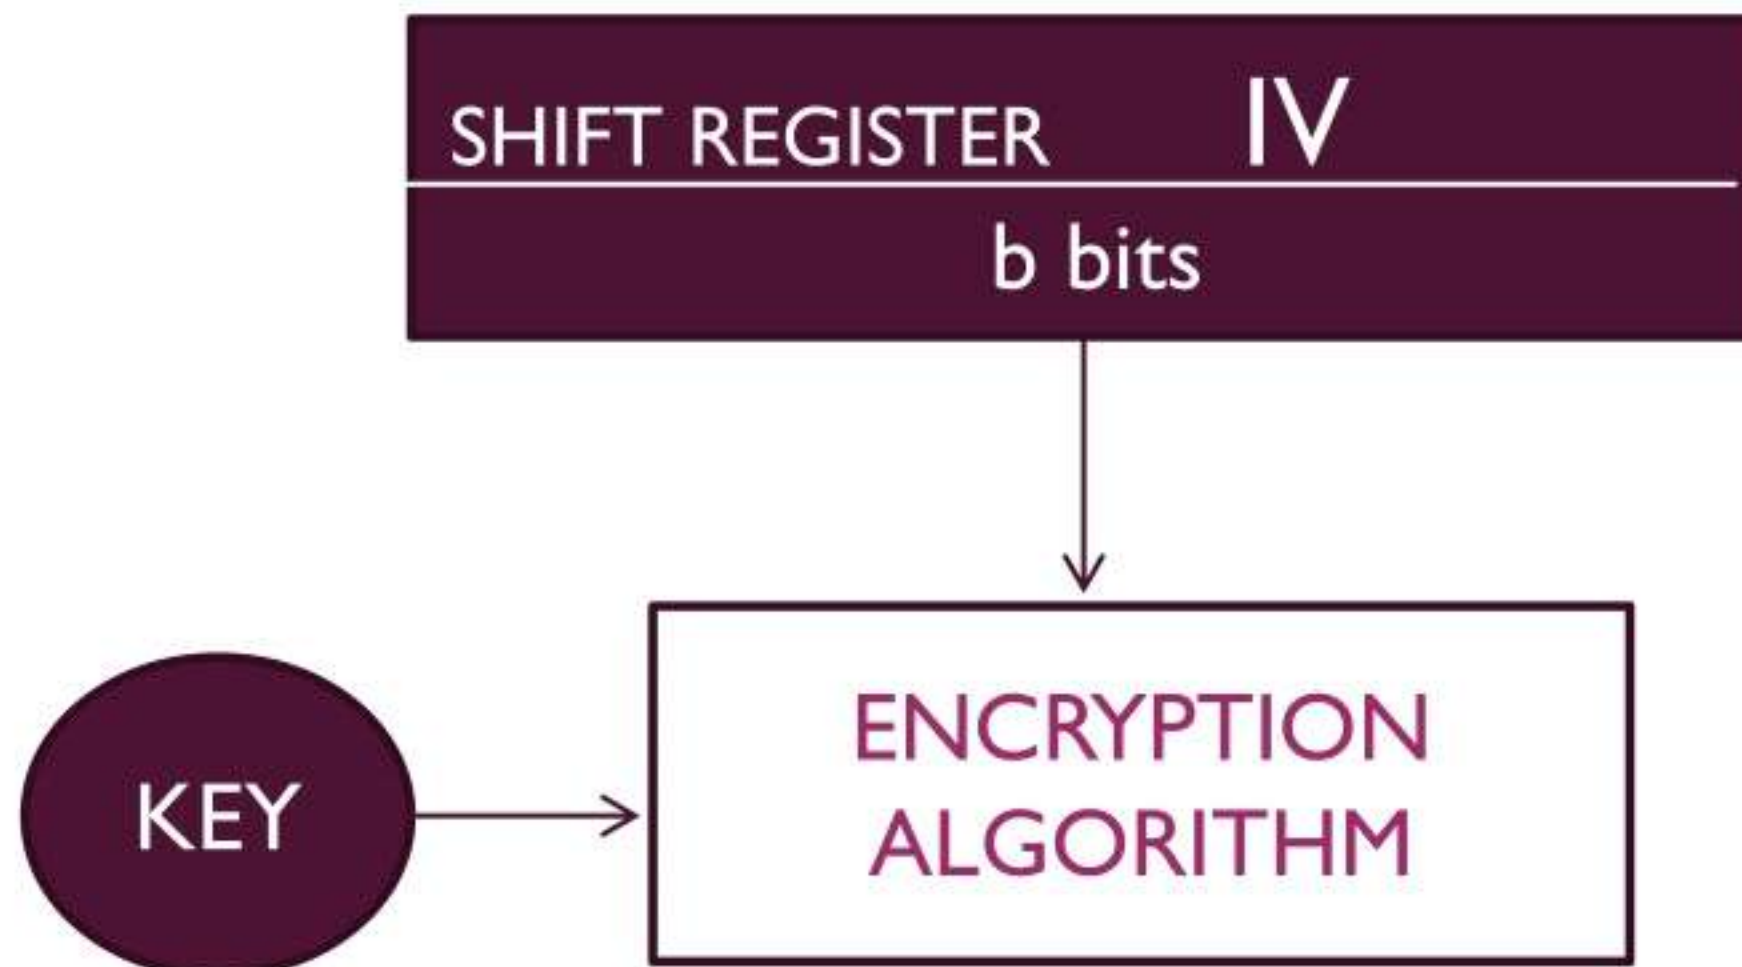 SHIFT REGISTER IV
b bits
KEY
ENCRYPTION
ALGORITHM